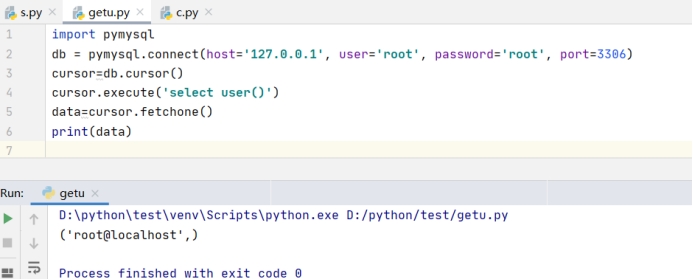 s.py getu.py c.py
1 import pymysql
2 db = pymysql.connect(host='127.0.0.1', user='root', password='root', port=3306)
3 cursor=db.cursor()
4 cursor.execute('select user()')
5 data=cursor.fetchone()
6 print(data)
7
Run: getu
D:\python\test\venv\Scripts\python.exe D:/python/test/getu.py
('root@localhost',)
Process finished with exit code 0